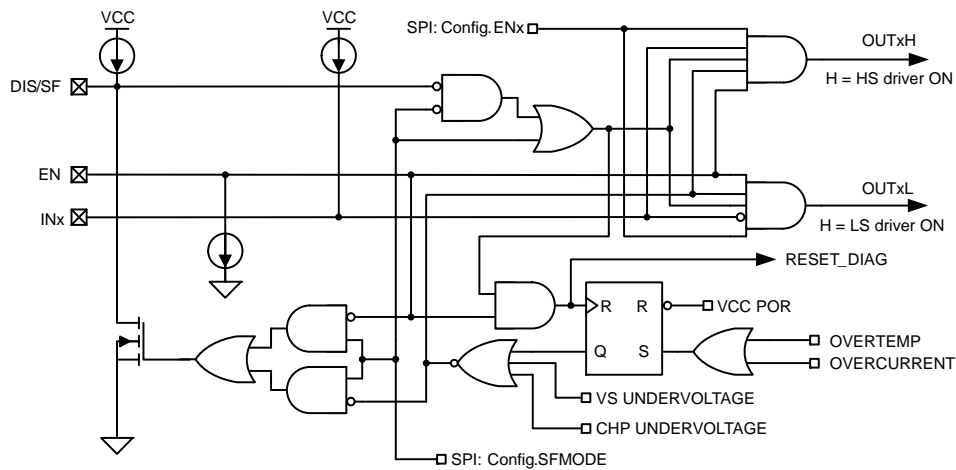 VCC
VCC
SPI: Config.ENx
OUTxH
H = HS driver ON
DIS/SF
EN
INx
OUTxL
H = LS driver ON
RESET_DIAG
R
R
VCC POR
Q
S
OVERTEMP
OVERCURRENT
VS UNDERVOLTAGE
CHP UNDERVOLTAGE
SPI: Config.SFMODE